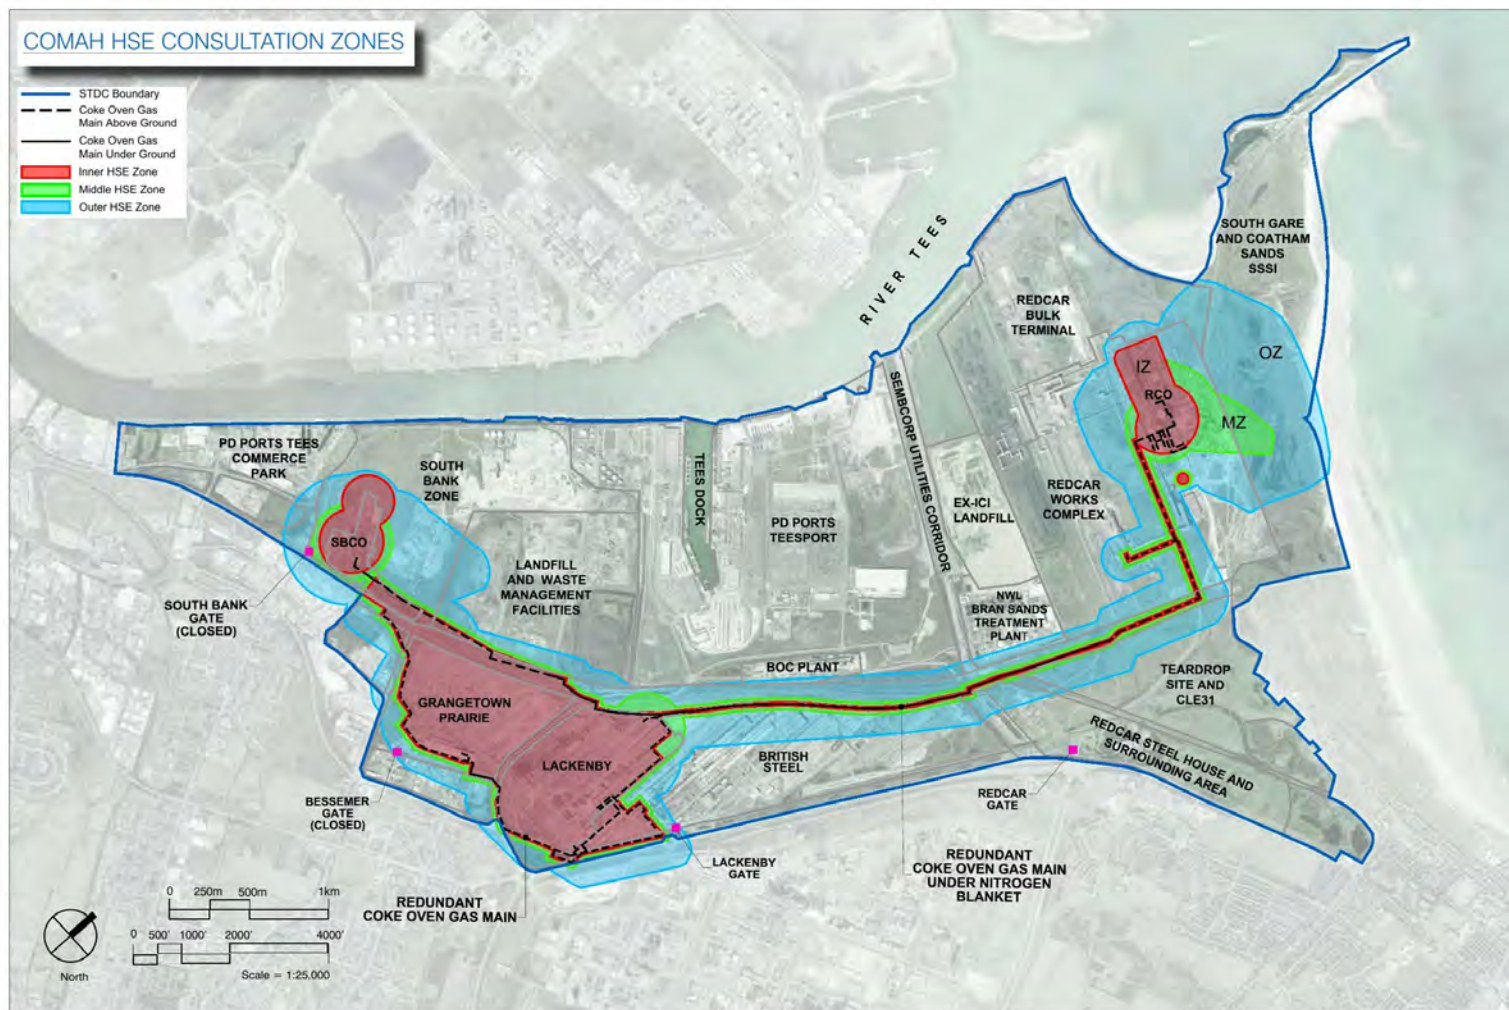 COMAH HSE CONSULTATION ZONES
STDC Boundary
Coke Oven Gas
Main Above Ground
Coke Oven Gas
Main Under Ground
Inner HSE Zone
Middle HSE Zone
Outer HSE Zone
RIVER TEES
SOUTH GARE
AND COATHAM
SANDS
SSSI
REDCAR
BULK
TERMINAL
OZ
IZ
RCO
MZ
SEMBCORP UTILITIES CORRIDOR
PD PORTS TEES
COMMERCE
PARK
SOUTH
BANK
ZONE
TEES DOCK
PD PORTS
TEESPORT
EX-ICI
LANDFILL
REDCAR
WORKS
COMPLEX
SBCO
LANDFILL
AND WASTE
MANAGEMENT
FACILITIES
NWL
BRAN SANDS
TREATMENT
PLANT
SOUTH BANK
GATE
(CLOSED)
BOC PLANT
TEARDROP
SITE AND
CLE31
GRANGETOWN
PRAIRIE
REDCAR STEEL HOUSE AND
SURROUNDING AREA
LACKENBY
BRITISH
STEEL
REDCAR
GATE
BESSEMER
GATE
(CLOSED)
LACKENBY
GATE
REDUNDANT
COKE OVEN GAS MAIN
UNDER NITROGEN
BLANKET
REDUNDANT
COKE OVEN GAS MAIN
0 250m 500m 1km
0 500' 1000' 2000' 4000'
Scale = 1:25,000
North